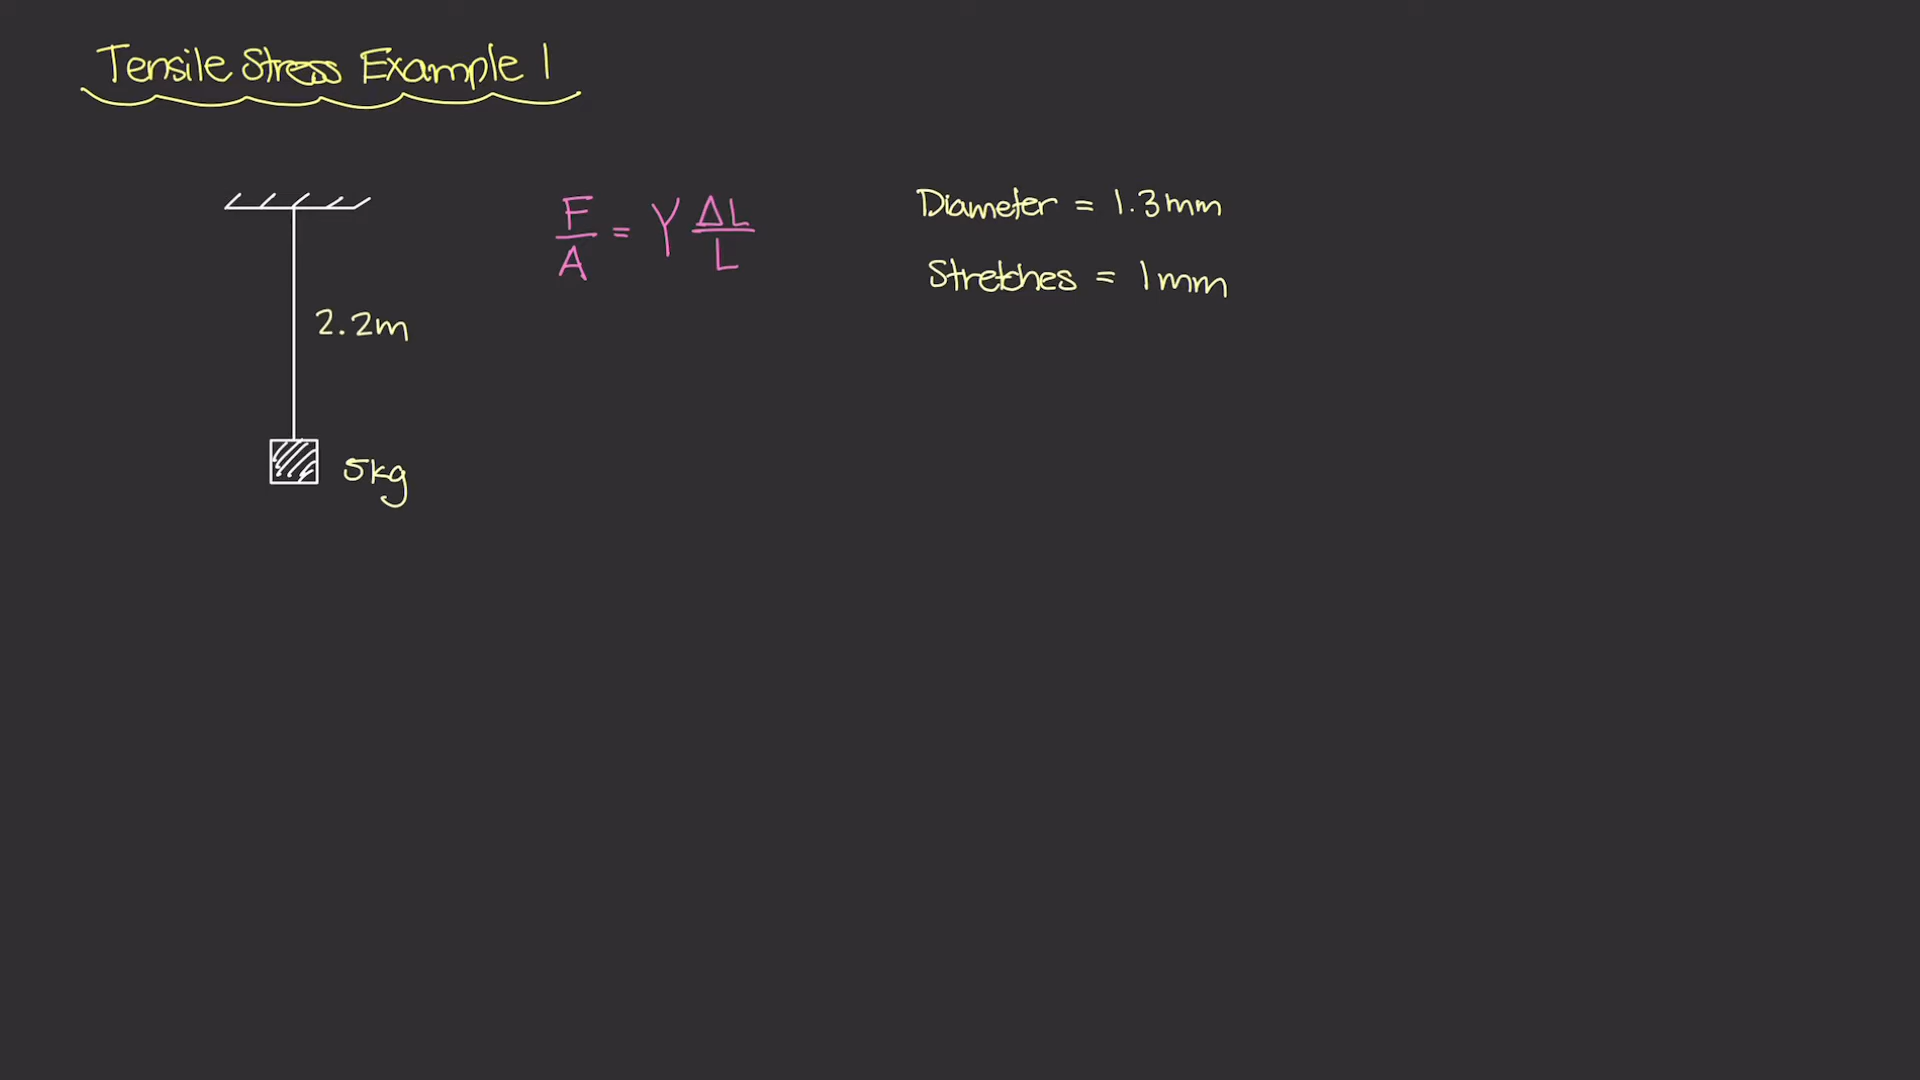 Tensile Stress Example 1
F/A = Y ΔL/L
Diameter = 1.3mm
Stretches = 1mm
2.2m
5kg